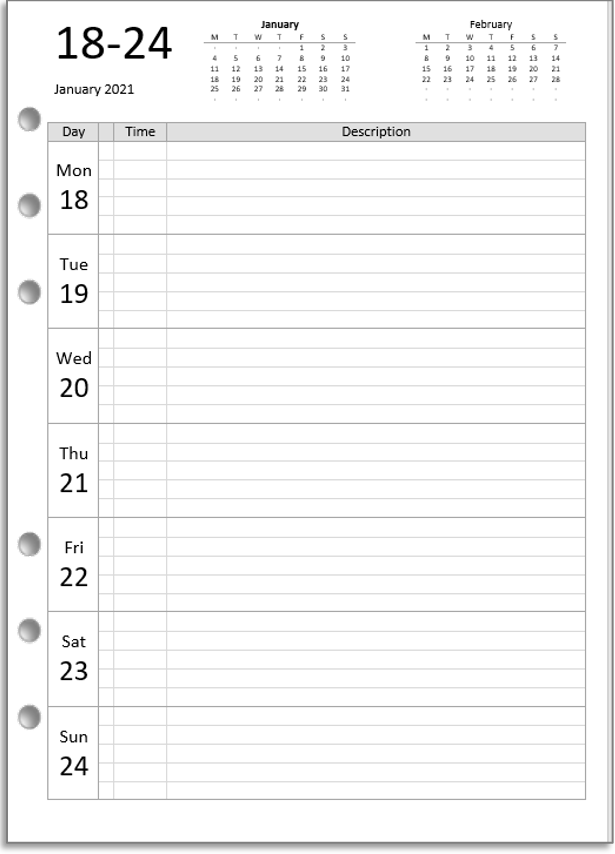 18-24
January 2021
January
M T W T F S S
· · · · 1 2 3
4 5 6 7 8 9 10
11 12 13 14 15 16 17
18 19 20 21 22 23 24
25 26 27 28 29 30 31
· · · · · · ·
February
M T W T F S S
1 2 3 4 5 6 7
8 9 10 11 12 13 14
15 16 17 18 19 20 21
22 23 24 25 26 27 28
· · · · · · ·
· · · · · · ·
Day Time Description
Mon
18
Tue
19
Wed
20
Thu
21
Fri
22
Sat
23
Sun
24